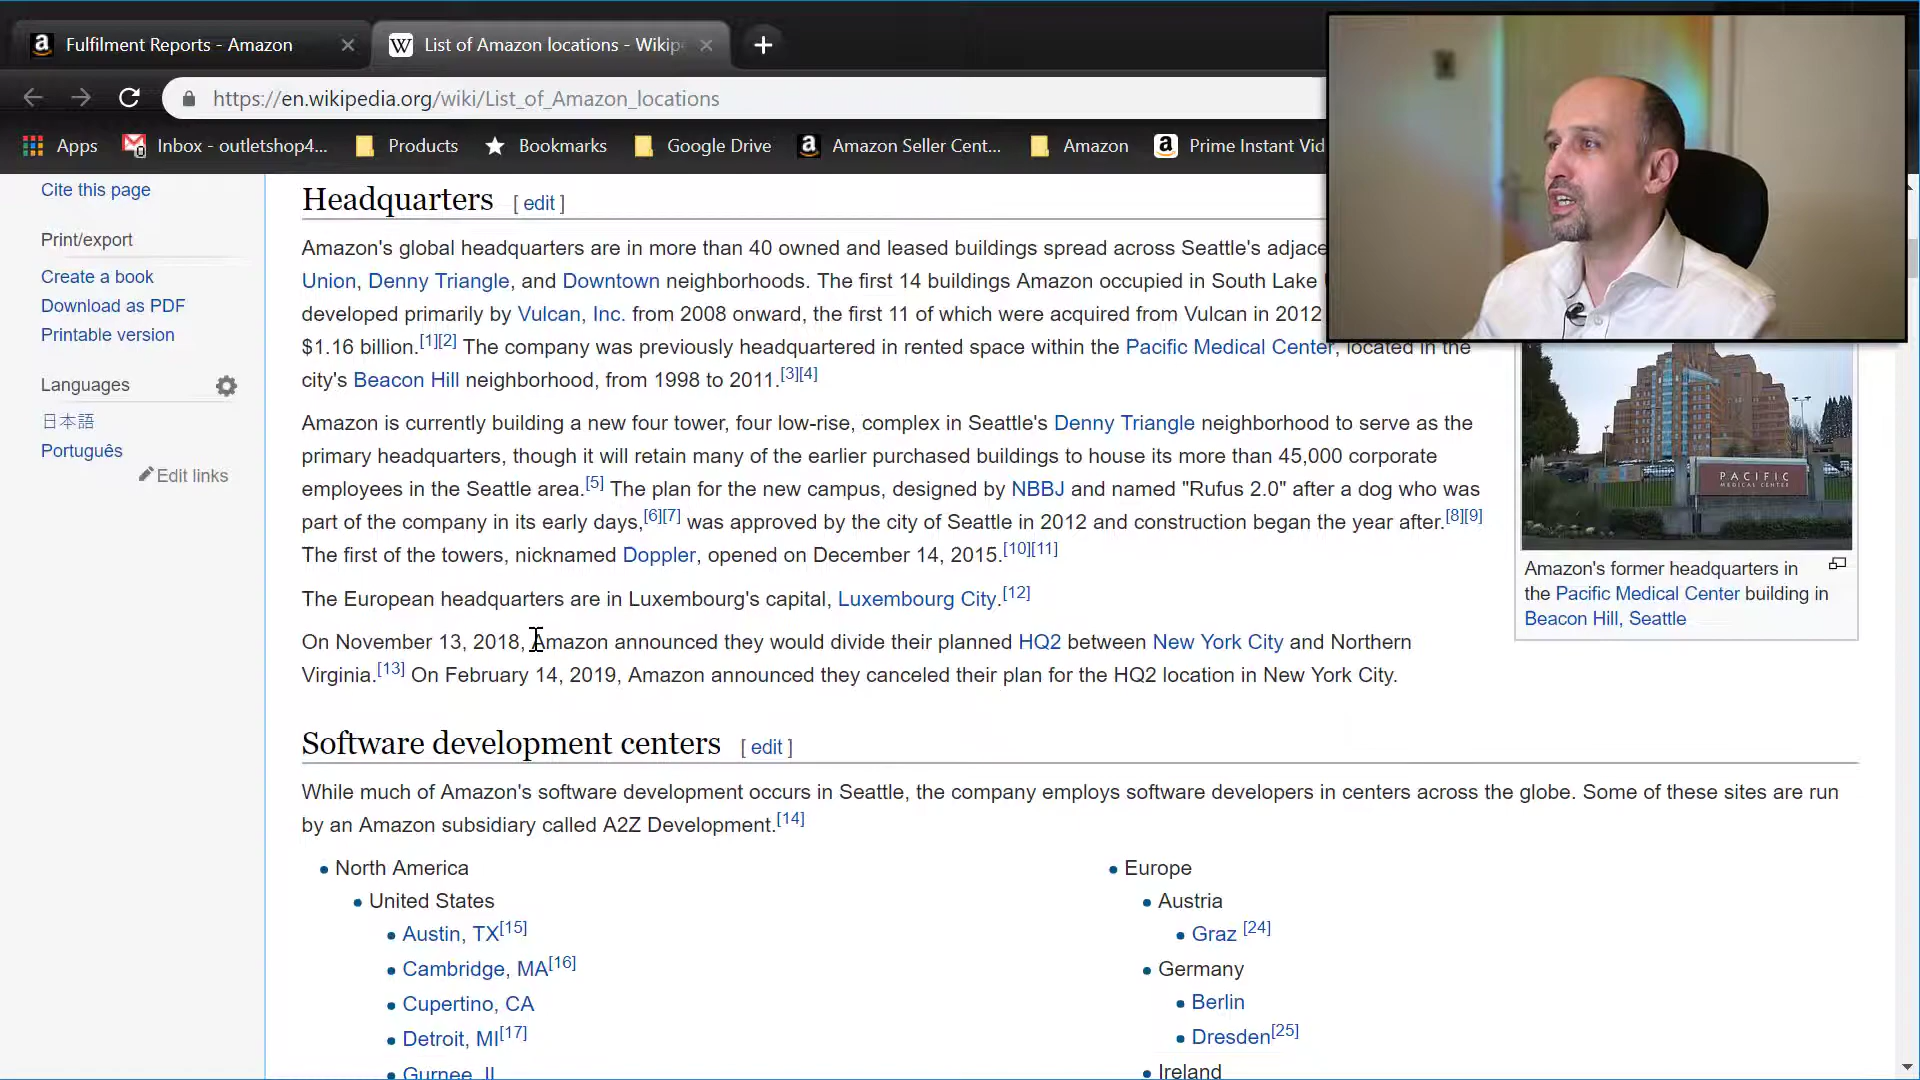 Fulfilment Reports - Amazon
List of Amazon locations - Wikip
https://en.wikipedia.org/wiki/List_of_Amazon_locations
Apps
Inbox - outletshop4...
Products
Bookmarks
Google Drive
Amazon Seller Cent...
Amazon
Prime Instant Vid
Cite this page
Print/export
Create a book
Download as PDF
Printable version
Languages
日本語
Português
Edit links
Headquarters [ edit ]
Amazon's global headquarters are in more than 40 owned and leased buildings spread across Seattle's adjace
Union, Denny Triangle, and Downtown neighborhoods. The first 14 buildings Amazon occupied in South Lake
developed primarily by Vulcan, Inc. from 2008 onward, the first 11 of which were acquired from Vulcan in 2012
$1.16 billion.[1][2] The company was previously headquartered in rented space within the Pacific Medical Center, located in the
city's Beacon Hill neighborhood, from 1998 to 2011.[3][4]
Amazon is currently building a new four tower, four low-rise, complex in Seattle's Denny Triangle neighborhood to serve as the
primary headquarters, though it will retain many of the earlier purchased buildings to house its more than 45,000 corporate
employees in the Seattle area.[5] The plan for the new campus, designed by NBBJ and named "Rufus 2.0" after a dog who was
part of the company in its early days,[6][7] was approved by the city of Seattle in 2012 and construction began the year after.[8][9]
The first of the towers, nicknamed Doppler, opened on December 14, 2015.[10][11]
The European headquarters are in Luxembourg's capital, Luxembourg City.[12]
On November 13, 2018, Amazon announced they would divide their planned HQ2 between New York City and Northern
Virginia.[13] On February 14, 2019, Amazon announced they canceled their plan for the HQ2 location in New York City.
PACIFIC
MEDICAL CENTER
Amazon's former headquarters in
the Pacific Medical Center building in
Beacon Hill, Seattle
Software development centers [ edit ]
While much of Amazon's software development occurs in Seattle, the company employs software developers in centers across the globe. Some of these sites are run
by an Amazon subsidiary called A2Z Development.[14]
North America
United States
Austin, TX[15]
Cambridge, MA[16]
Cupertino, CA
Detroit, MI[17]
Gurnee, IL
Europe
Austria
Graz [24]
Germany
Berlin
Dresden[25]
Ireland